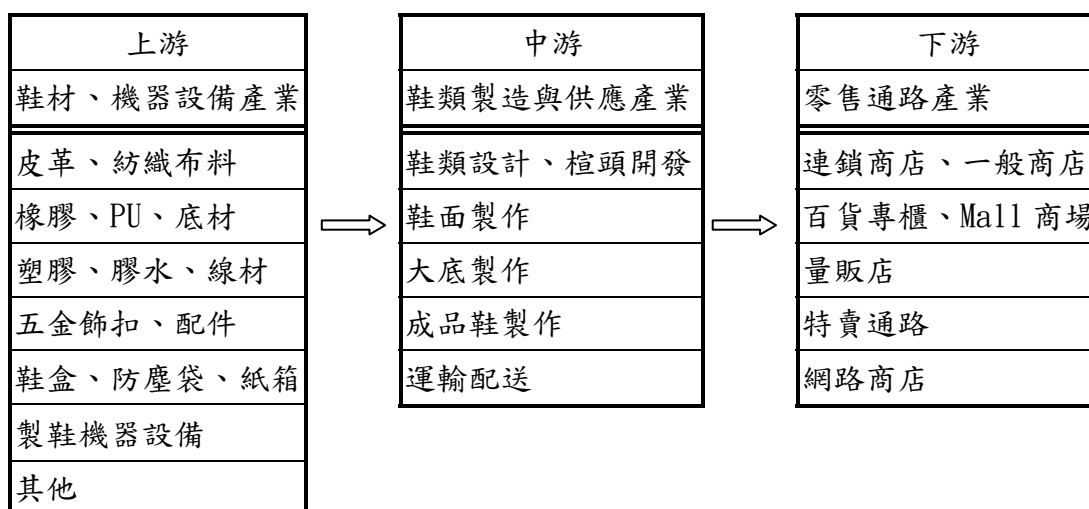 上游
鞋材、機器設備產業
皮革、紡織布料
橡膠、PU、底材
塑膠、膠水、線材
五金飾扣、配件
鞋盒、防塵袋、紙箱
製鞋機器設備
其他
中游
鞋類製造與供應產業
鞋類設計、楦頭開發
鞋面製作
大底製作
成品鞋製作
運輸配送
下游
零售通路產業
連鎖商店、一般商店
百貨專櫃、Mall 商場
量販店
特賣通路
網路商店